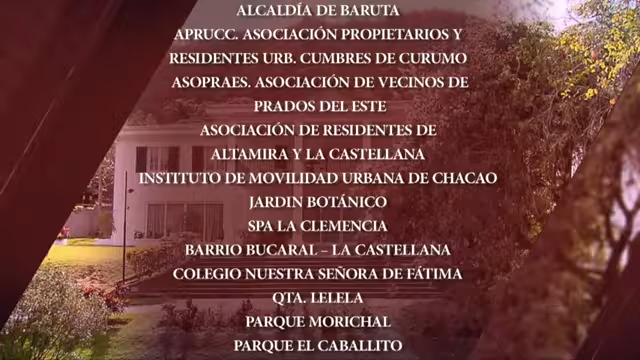 ALCALDÍA DE BARUTA
APRUCC. ASOCIACIÓN PROPIETARIOS Y
RESIDENTES URB. CUMBRES DE CURUMO
ASOPRAES. ASOCIACIÓN DE VECINOS DE
PRADOS DEL ESTE
ASOCIACIÓN DE RESIDENTES DE
ALTAMIRA Y LA CASTELLANA
INSTITUTO DE MOVILIDAD URBANA DE CHACAO
JARDIN BOTÁNICO
SPA LA CLEMENCIA
BARRIO BUCARAL – LA CASTELLANA
COLEGIO NUESTRA SEÑORA DE FÁTIMA
QTA. LELELA
PARQUE MORICHAL
PARQUE EL CABALLITO